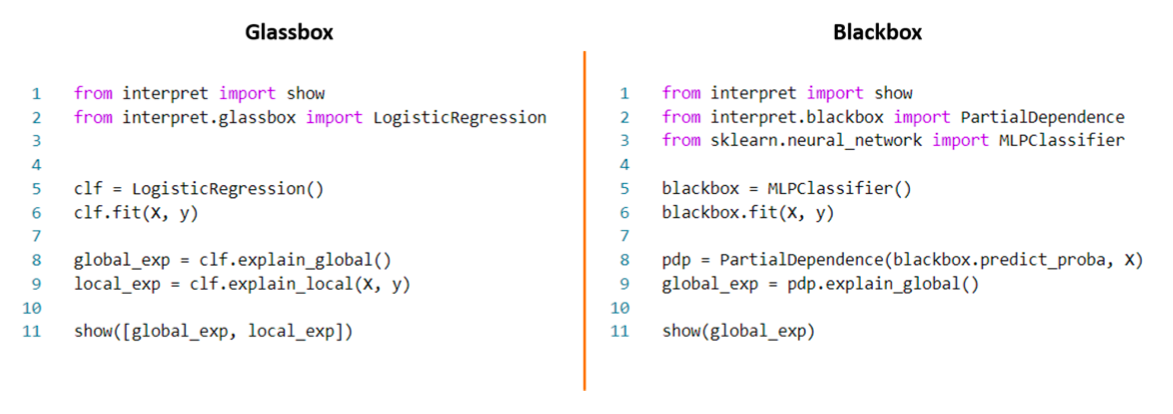 Glassbox
1 from interpret import show
2 from interpret.glassbox import LogisticRegression
3
4
5 clf = LogisticRegression()
6 clf.fit(X, y)
7
8 global_exp = clf.explain_global()
9 local_exp = clf.explain_local(X, y)
10
11 show([global_exp, local_exp])
Blackbox
1 from interpret import show
2 from interpret.blackbox import PartialDependence
3 from sklearn.neural_network import MLPClassifier
4
5 blackbox = MLPClassifier()
6 blackbox.fit(X, y)
7
8 pdp = PartialDependence(blackbox.predict_proba, X)
9 global_exp = pdp.explain_global()
10
11 show(global_exp)